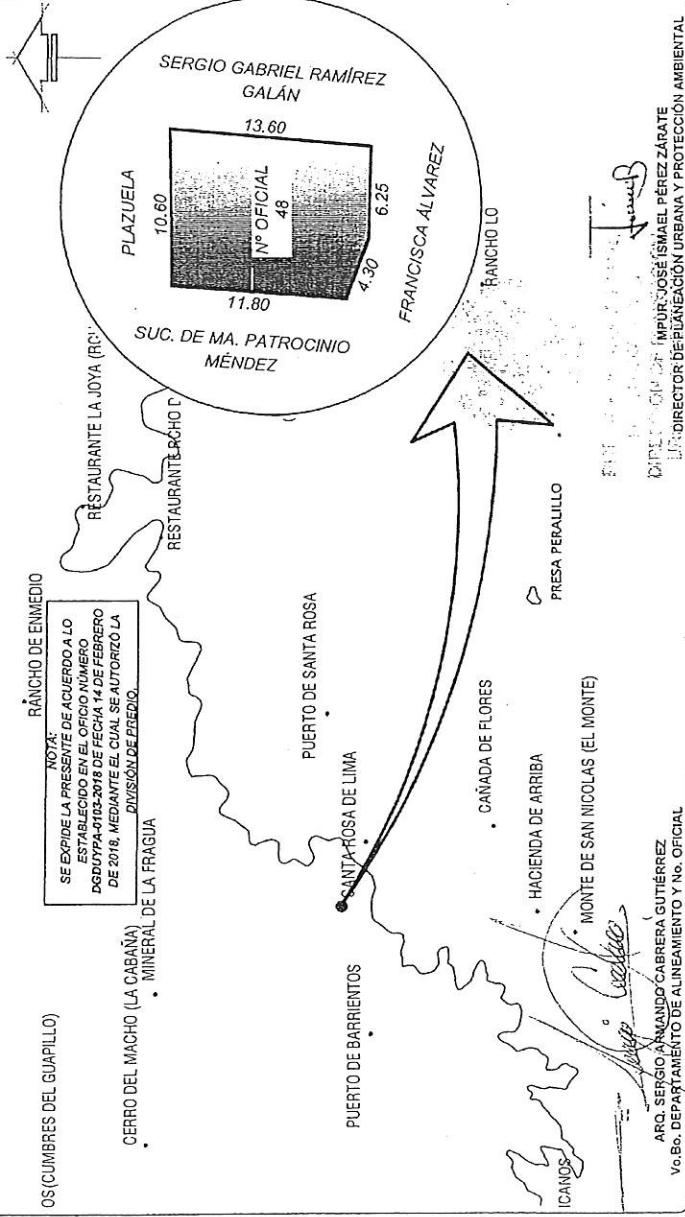 OS(CUMBRES DEL GUAPILLO)
RANCHO DE ENMEDIO
NOTA:
SE EXPIDE LA PRESENTE DE ACUERDO A LO
ESTABLECIDO EN EL OFICIO NÚMERO
DGDUYPA-0103-2018 DE FECHA 14 DE FEBRERO
DE 2018, MEDIANTE EL CUAL SE AUTORIZÓ LA
DIVISIÓN DE PREDIO.
CERRO DEL MACHO (LA CABAÑA)
MINERAL DE LA FRAGUA
RESTAURANTE LA JOYA
RESTAURANTE RCHO D
PLAZUELA
10.60
SERGIO GABRIEL RAMÍREZ
GALÁN
13.60
Nº OFICIAL
48
11.80
6.25
4.30
SUC. DE MA. PATROCINIO
MÉNDEZ
FRANCISCA ALVAREZ
RANCHO LO
PUERTO DE SANTA ROSA
SANTA ROSA DE LIMA
PUERTO DE BARRIENTOS
CAÑADA DE FLORES
PRESA PERALILLO
HACIENDA DE ARRIBA
MONTE DE SAN NICOLAS (EL MONTE)
ICANOS
ARQ. SERGIO ARMANDO CABRERA GUTIÉRREZ
Vo.Bo. DEPARTAMENTO DE ALINEAMIENTO Y No. OFICIAL
MPUR. JOSÉ ISMAEL PÉREZ ZÁRATE
DIRECTOR DE PLANEACIÓN URBANA Y PROTECCIÓN AMBIENTAL